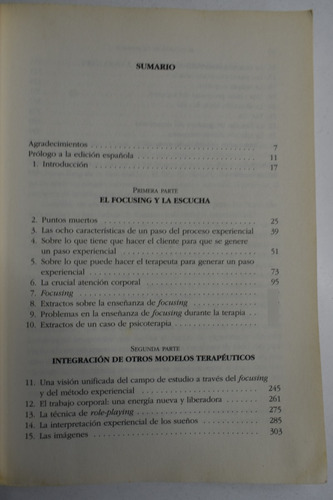 SUMARIO
Agradecimientos 7
Prólogo a la edición española 11
1. Introducción 17
PRIMERA PARTE
EL FOCUSING Y LA ESCUCHA
2. Puntos muertos 25
3. Las ocho características de un paso del proceso experiencial 39
4. Sobre lo que tiene que hacer el cliente para que se genere
un paso experiencial 51
5. Sobre lo que puede hacer el terapeuta para generar un paso
experiencial 73
6. La crucial atención corporal 95
7. Focusing
8. Extractos sobre la enseñanza de focusing
9. Problemas en la enseñanza de focusing durante la terapia
10. Extractos de un caso de psicoterapia
SEGUNDA PARTE
INTEGRACIÓN DE OTROS MODELOS TERAPÉUTICOS
11. Una visión unificada del campo de estudio a través del focusing
y del método experiencial 245
12. El trabajo corporal: una energía nueva y liberadora 261
13. La técnica de role-playing 275
14. La interpretación experiencial de los sueños 285
15. Las imágenes 303